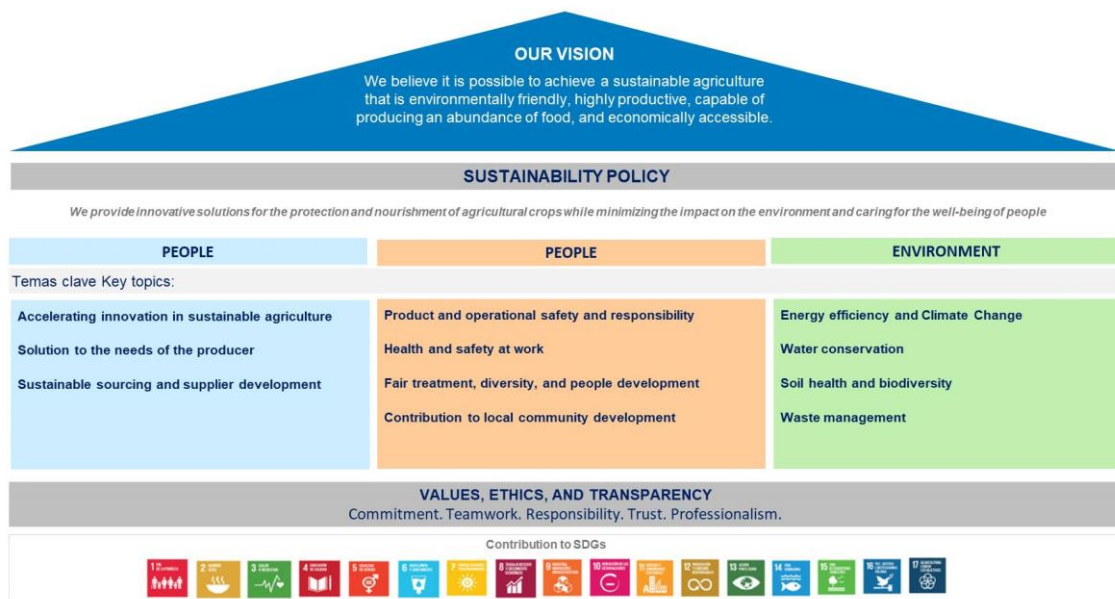 OUR VISION
We believe it is possible to achieve a sustainable agriculture
that is environmentally friendly, highly productive, capable of
producing an abundance of food, and economically accessible.
SUSTAINABILITY POLICY
We provide innovative solutions for the protection and nourishment of agricultural crops while minimizing the impact on the environment and caring for the well-being of people
PEOPLE
PEOPLE
ENVIRONMENT
Temas clave Key topics:
Accelerating innovation in sustainable agriculture
Solution to the needs of the producer
Sustainable sourcing and supplier development
Product and operational safety and responsibility
Health and safety at work
Fair treatment, diversity, and people development
Contribution to local community development
Energy efficiency and Climate Change
Water conservation
Soil health and biodiversity
Waste management
VALUES, ETHICS, AND TRANSPARENCY
Commitment. Teamwork. Responsibility. Trust. Professionalism.
Contribution to SDGs
1
2
3
4
5
6
7
8
9
10
11
12
13
14
15
16
17